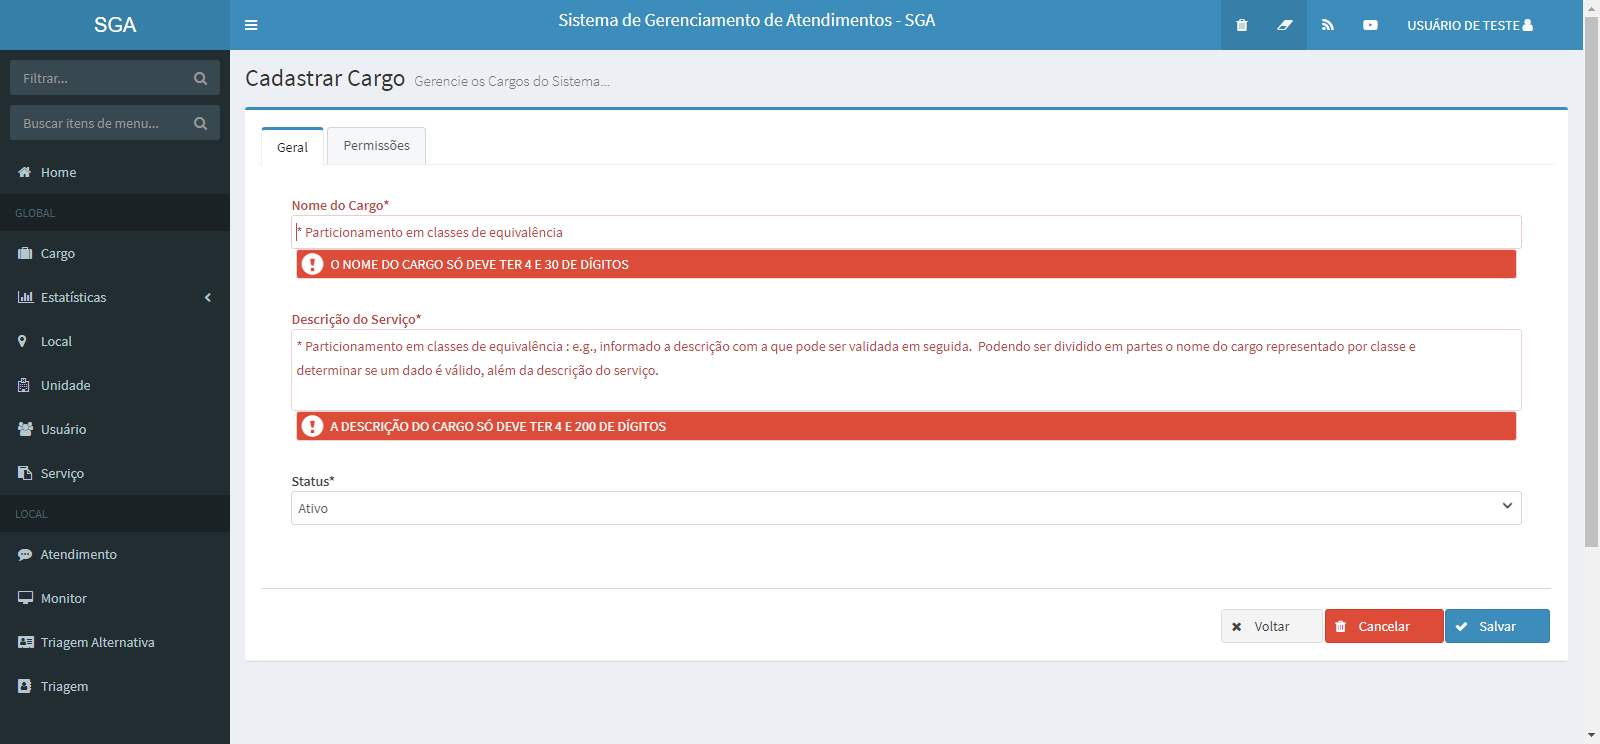 SGA
Sistema de Gerenciamento de Atendimentos - SGA
USUÁRIO DE TESTE
Filtrar...
Buscar itens de menu...
Home
GLOBAL
Cargo
Estatísticas
Local
Unidade
Usuário
Serviço
LOCAL
Atendimento
Monitor
Triagem Alternativa
Triagem
Cadastrar Cargo Gerencie os Cargos do Sistema...
Geral
Permissões
Nome do Cargo*
* Particionamento em classes de equivalência
O NOME DO CARGO SÓ DEVE TER 4 E 30 DE DÍGITOS
Descrição do Serviço*
* Particionamento em classes de equivalência : e.g., informado a descrição com a que pode ser validada em seguida. Podendo ser dividido em partes o nome do cargo representado por classe e
determinar se um dado é válido, além da descrição do serviço.
A DESCRIÇÃO DO CARGO SÓ DEVE TER 4 E 200 DE DÍGITOS
Status*
Ativo
Voltar
Cancelar
Salvar